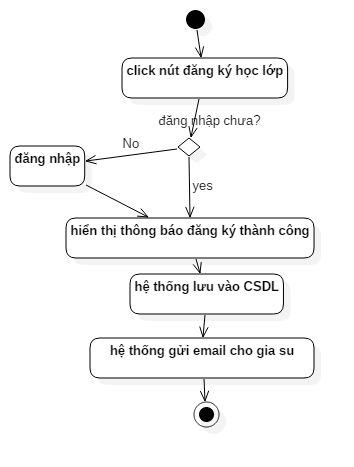 click nút đăng ký học lớp
đăng nhập chưa?
No
đăng nhập
yes
hiển thị thông báo đăng ký thành công
hệ thống lưu vào CSDL
hệ thống gửi email cho gia su